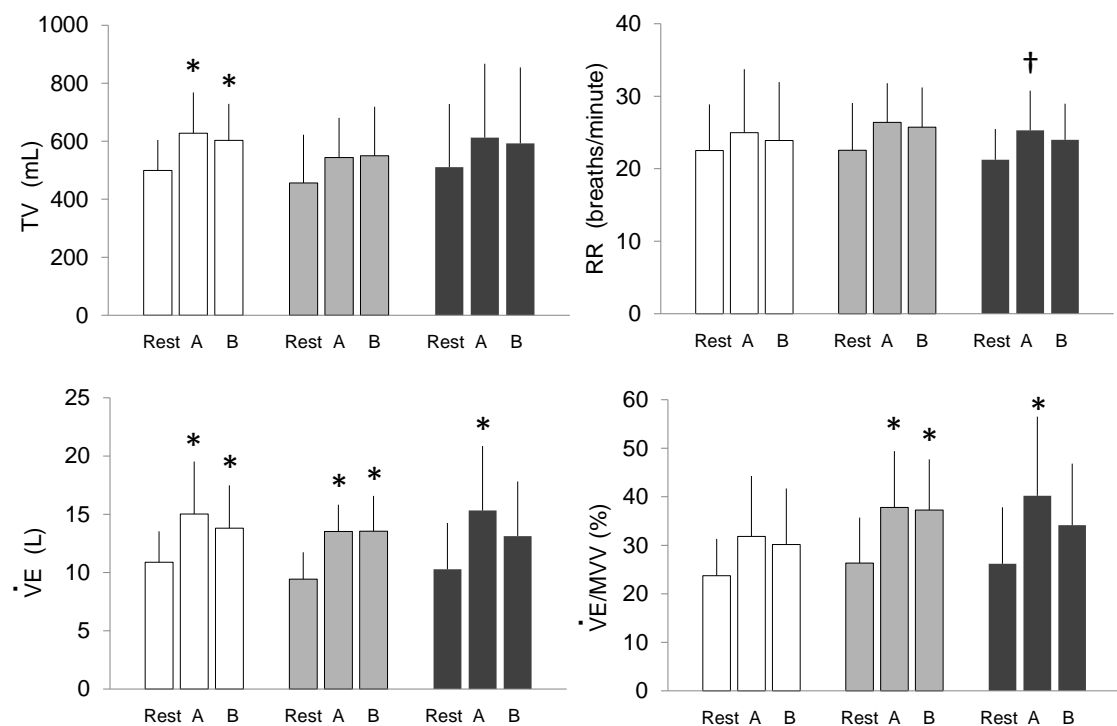 TV (mL)
1000
800
600
400
200
0
* *
Rest A B Rest A B Rest A B
RR (breaths/minute)
40
30
20
10
0
†
Rest A B Rest A B Rest A B
V̇E (L)
25
20
15
10
5
0
* * * * *
Rest A B Rest A B Rest A B
V̇E/MVV (%)
60
50
40
30
20
10
0
* * *
Rest A B Rest A B Rest A B